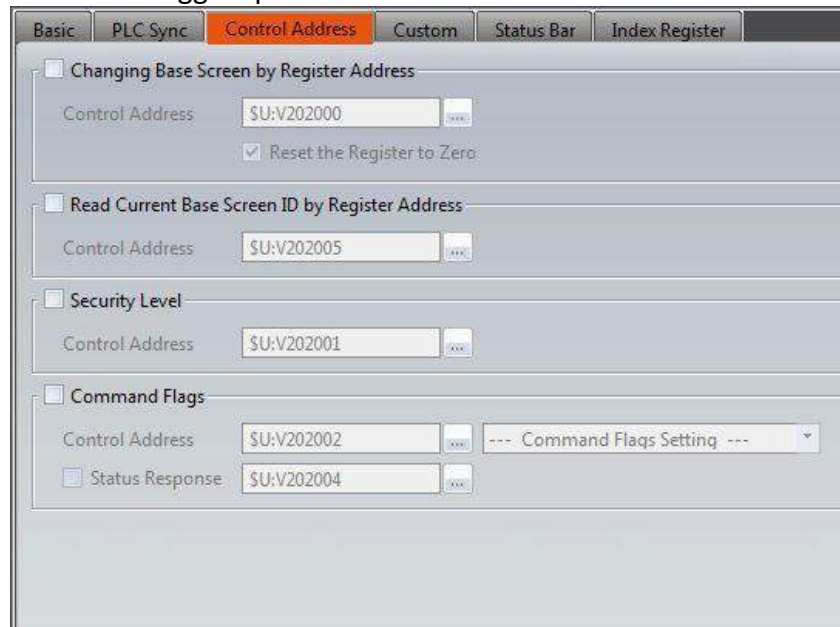 Basic PLC Sync Control Address Custom Status Bar Index Register
Changing Base Screen by Register Address
Control Address $U:V202000 ...
Reset the Register to Zero
Read Current Base Screen ID by Register Address
Control Address $U:V202005 ...
Security Level
Control Address $U:V202001 ...
Command Flags
Control Address $U:V202002 ... --- Command Flags Setting ---
Status Response $U:V202004 ...